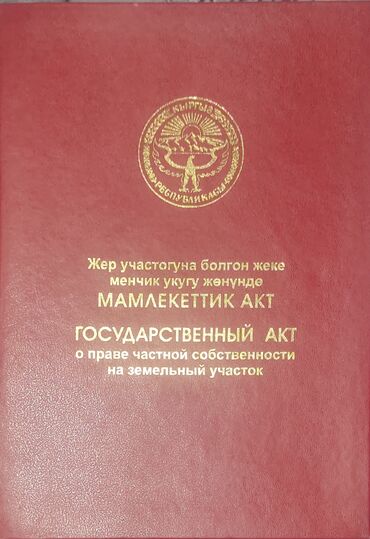 КЫРГЫЗ
РЕСПУБЛИКАСЫ
Жер участогуна болгон жеке
менчик укугу жөнүндө
МАМЛЕКЕТТИК АКТ
ГОСУДАРСТВЕННЫЙ АКТ
о праве частной собственности
на земельный участок